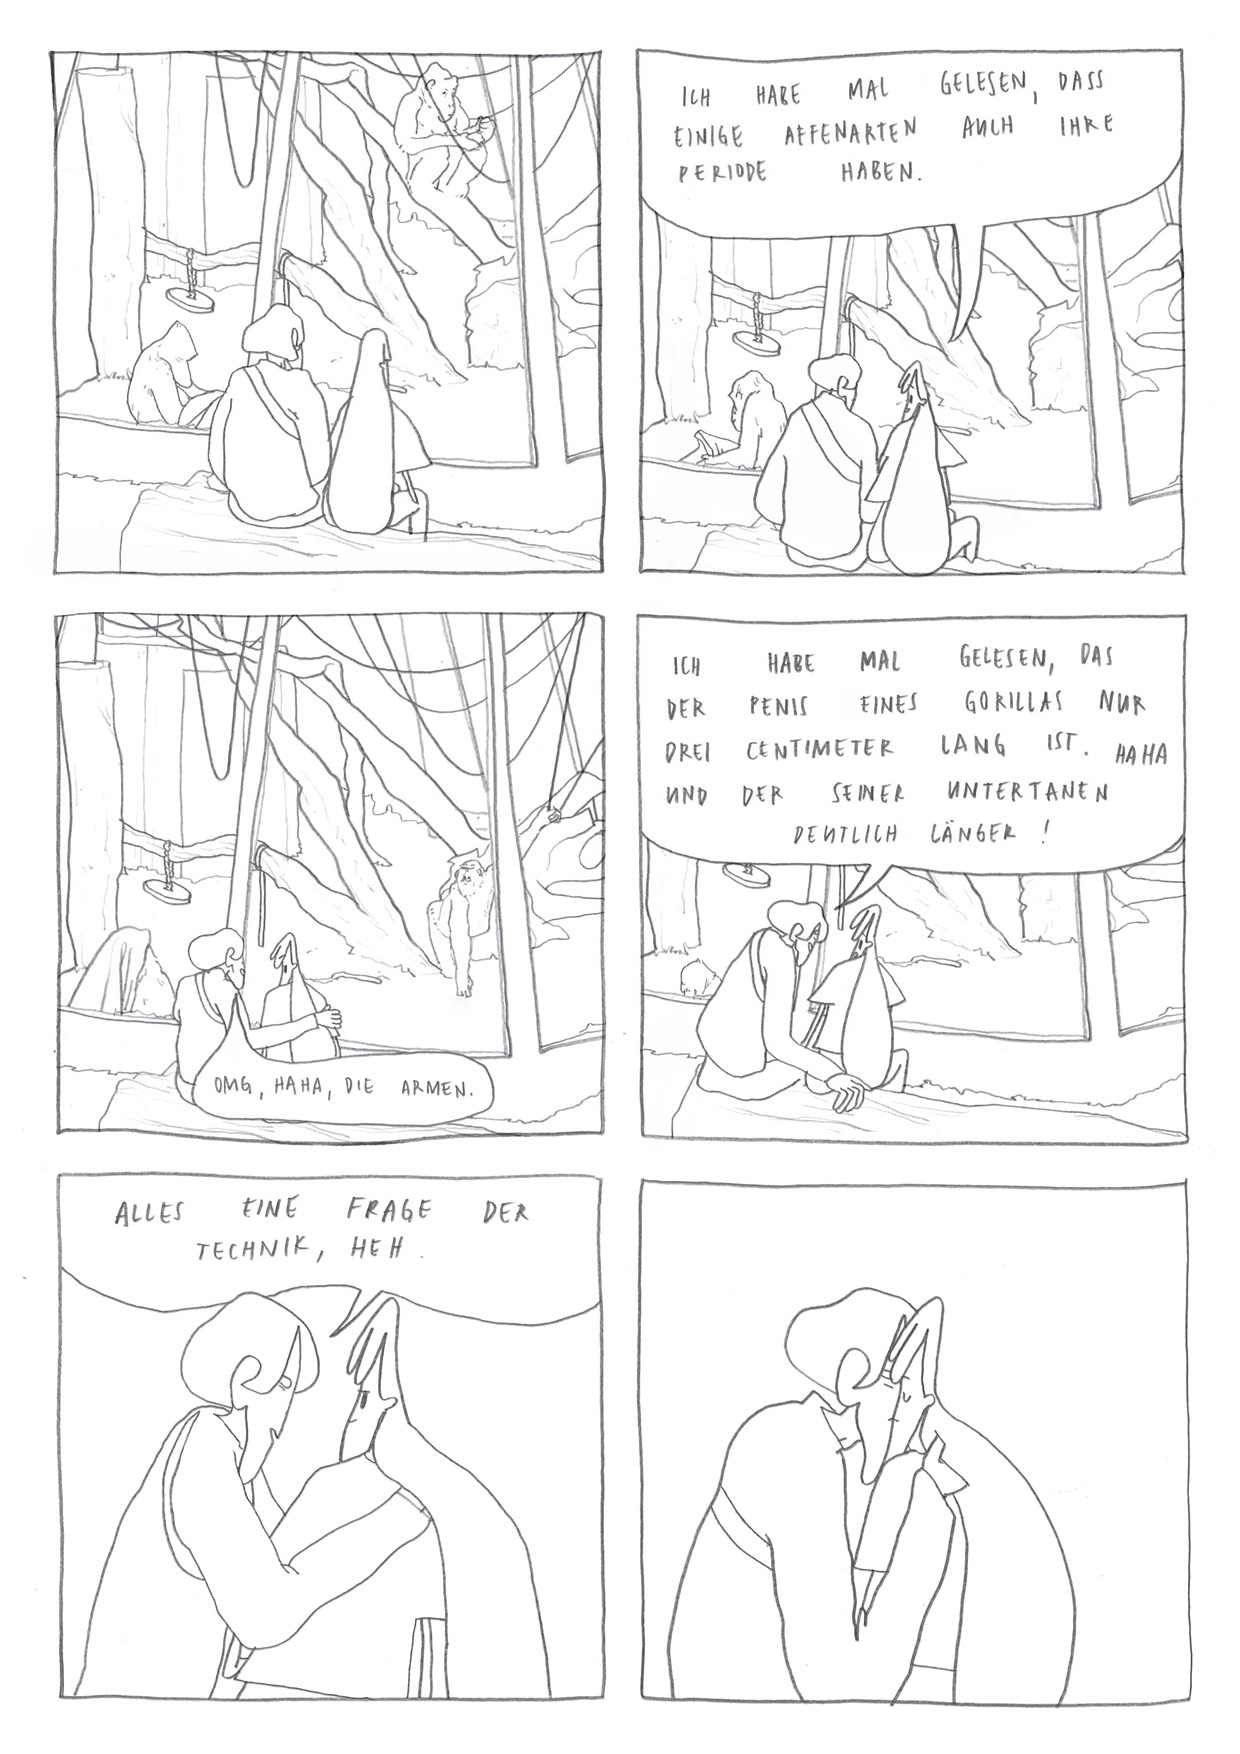 ICH HABE MAL GELESEN, DASS
EINIGE AFFENARTEN AUCH IHRE
PERIODE HABEN.
OMG, HAHA, DIE ARMEN.
ICH HABE MAL GELESEN, DAS
DER PENIS EINES GORILLAS NUR
DREI CENTIMETER LANG IST. HAHA
UND DER SEINER UNTERTANEN
DEUTLICH LÄNGER !
ALLES EINE FRAGE DER
TECHNIK, HEH.